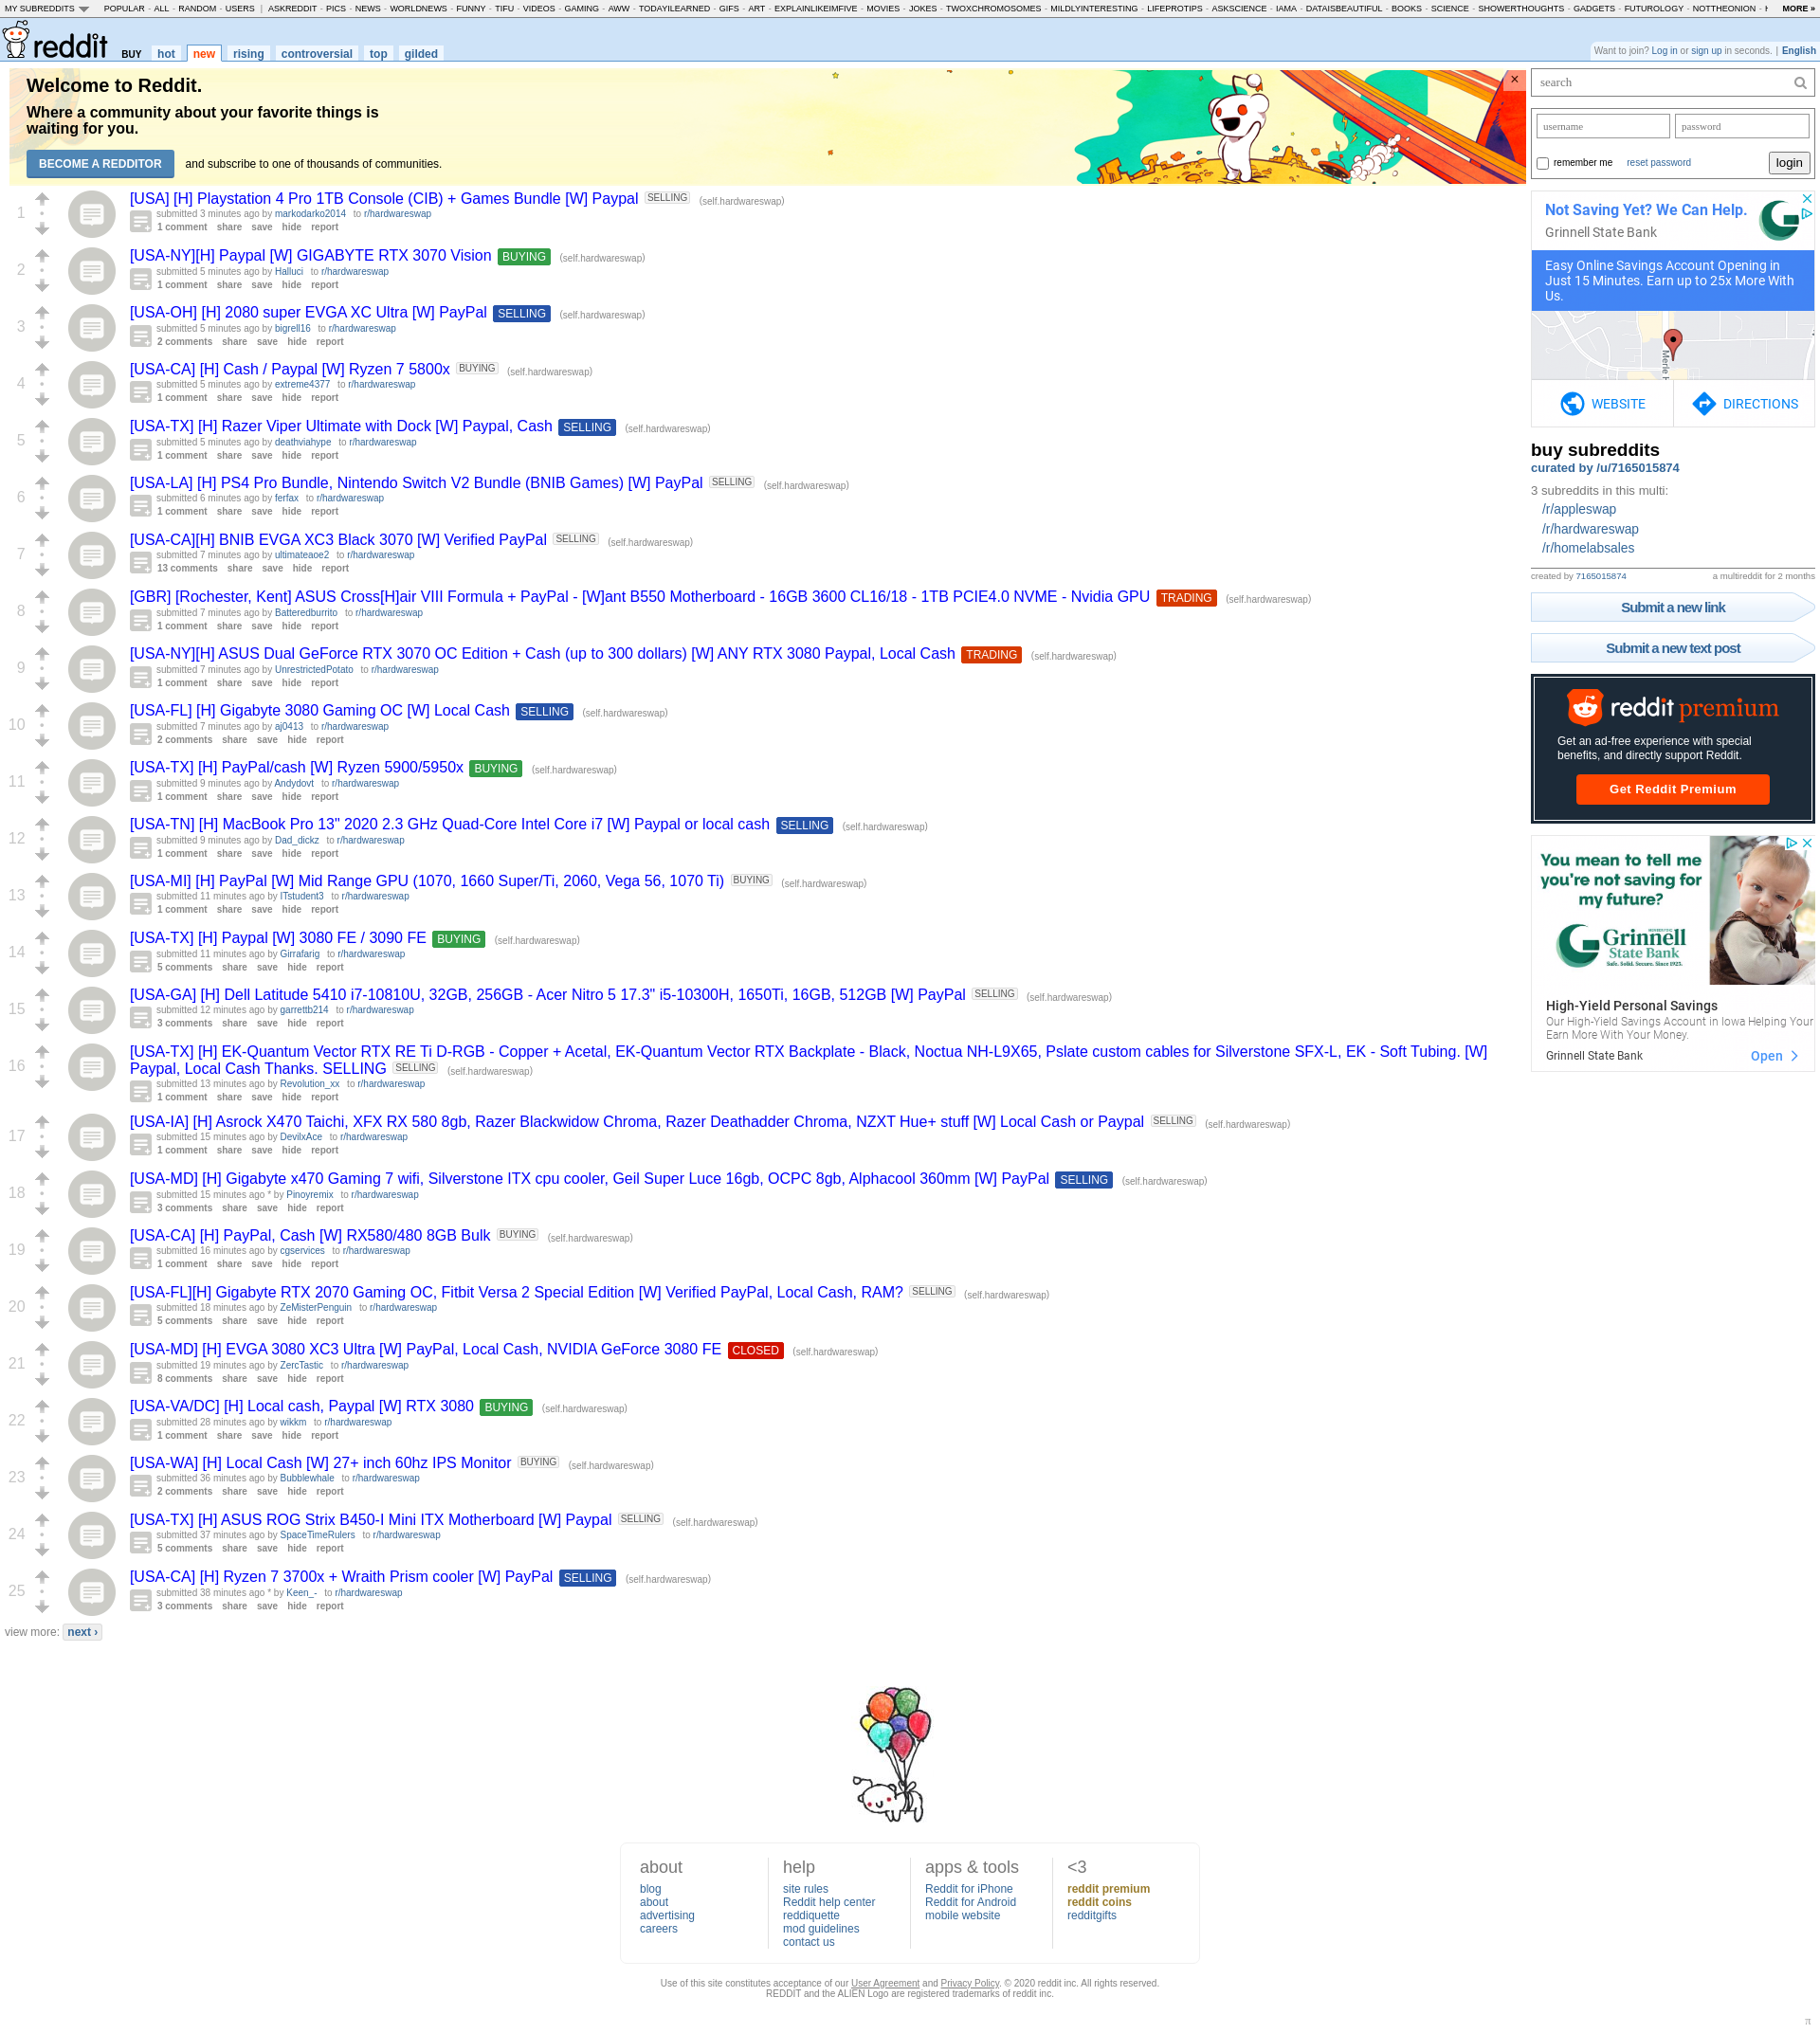 MY SUBREDDITS POPULAR - ALL - RANDOM - USERS | ASKREDDIT - PICS - NEWS - WORLDNEWS - FUNNY - TIFU - VIDEOS - GAMING - AWW - TODAYILEARNED - GIFS - ART - EXPLAINLIKEIMFIVE - MOVIES - JOKES - TWOXCHROMOSOMES - MILDLYINTERESTING - LIFEPROTIPS - ASKSCIENCE - IAMA - DATAISBEAUTIFUL - BOOKS - SCIENCE - SHOWERTHOUGHTS - GADGETS - FUTUROLOGY - NOTTHEONION - MORE »
reddit BUY hot new rising controversial top gilded
Want to join? Log in or sign up in seconds. | English
Welcome to Reddit.
Where a community about your favorite things is
waiting for you.
BECOME A REDDITOR and subscribe to one of thousands of communities.
×
1
[USA] [H] Playstation 4 Pro 1TB Console (CIB) + Games Bundle [W] Paypal SELLING (self.hardwareswap)
submitted 3 minutes ago by markodarko2014 to r/hardwareswap
1 comment share save hide report
2
[USA-NY][H] Paypal [W] GIGABYTE RTX 3070 Vision BUYING (self.hardwareswap)
submitted 5 minutes ago by Halluci to r/hardwareswap
1 comment share save hide report
3
[USA-OH] [H] 2080 super EVGA XC Ultra [W] PayPal SELLING (self.hardwareswap)
submitted 5 minutes ago by bigrell16 to r/hardwareswap
2 comments share save hide report
4
[USA-CA] [H] Cash / Paypal [W] Ryzen 7 5800x BUYING (self.hardwareswap)
submitted 5 minutes ago by extreme4377 to r/hardwareswap
1 comment share save hide report
5
[USA-TX] [H] Razer Viper Ultimate with Dock [W] Paypal, Cash SELLING (self.hardwareswap)
submitted 5 minutes ago by deathviahype to r/hardwareswap
1 comment share save hide report
6
[USA-LA] [H] PS4 Pro Bundle, Nintendo Switch V2 Bundle (BNIB Games) [W] PayPal SELLING (self.hardwareswap)
submitted 6 minutes ago by ferfax to r/hardwareswap
1 comment share save hide report
7
[USA-CA][H] BNIB EVGA XC3 Black 3070 [W] Verified PayPal SELLING (self.hardwareswap)
submitted 7 minutes ago by ultimateaoe2 to r/hardwareswap
13 comments share save hide report
8
[GBR] [Rochester, Kent] ASUS Cross[H]air VIII Formula + PayPal - [W]ant B550 Motherboard - 16GB 3600 CL16/18 - 1TB PCIE4.0 NVME - Nvidia GPU TRADING (self.hardwareswap)
submitted 7 minutes ago by Batteredburrito to r/hardwareswap
1 comment share save hide report
9
[USA-NY][H] ASUS Dual GeForce RTX 3070 OC Edition + Cash (up to 300 dollars) [W] ANY RTX 3080 Paypal, Local Cash TRADING (self.hardwareswap)
submitted 7 minutes ago by UnrestrictedPotato to r/hardwareswap
1 comment share save hide report
10
[USA-FL] [H] Gigabyte 3080 Gaming OC [W] Local Cash SELLING (self.hardwareswap)
submitted 7 minutes ago by aj0413 to r/hardwareswap
2 comments share save hide report
11
[USA-TX] [H] PayPal/cash [W] Ryzen 5900/5950x BUYING (self.hardwareswap)
submitted 9 minutes ago by Andydovt to r/hardwareswap
1 comment share save hide report
12
[USA-TN] [H] MacBook Pro 13" 2020 2.3 GHz Quad-Core Intel Core i7 [W] Paypal or local cash SELLING (self.hardwareswap)
submitted 9 minutes ago by Dad_dickz to r/hardwareswap
1 comment share save hide report
13
[USA-MI] [H] PayPal [W] Mid Range GPU (1070, 1660 Super/Ti, 2060, Vega 56, 1070 Ti) BUYING (self.hardwareswap)
submitted 11 minutes ago by ITstudent3 to r/hardwareswap
1 comment share save hide report
14
[USA-TX] [H] Paypal [W] 3080 FE / 3090 FE BUYING (self.hardwareswap)
submitted 11 minutes ago by Girrafarig to r/hardwareswap
5 comments share save hide report
15
[USA-GA] [H] Dell Latitude 5410 i7-10810U, 32GB, 256GB - Acer Nitro 5 17.3" i5-10300H, 1650Ti, 16GB, 512GB [W] PayPal SELLING (self.hardwareswap)
submitted 12 minutes ago by garrettb214 to r/hardwareswap
3 comments share save hide report
16
[USA-TX] [H] EK-Quantum Vector RTX RE Ti D-RGB - Copper + Acetal, EK-Quantum Vector RTX Backplate - Black, Noctua NH-L9X65, Pslate custom cables for Silverstone SFX-L, EK - Soft Tubing. [W]
Paypal, Local Cash Thanks. SELLING SELLING (self.hardwareswap)
submitted 13 minutes ago by Revolution_xx to r/hardwareswap
1 comment share save hide report
17
[USA-IA] [H] Asrock X470 Taichi, XFX RX 580 8gb, Razer Blackwidow Chroma, Razer Deathadder Chroma, NZXT Hue+ stuff [W] Local Cash or Paypal SELLING (self.hardwareswap)
submitted 15 minutes ago by DevilxAce to r/hardwareswap
1 comment share save hide report
18
[USA-MD] [H] Gigabyte x470 Gaming 7 wifi, Silverstone ITX cpu cooler, Geil Super Luce 16gb, OCPC 8gb, Alphacool 360mm [W] PayPal SELLING (self.hardwareswap)
submitted 15 minutes ago * by Pinoyremix to r/hardwareswap
3 comments share save hide report
19
[USA-CA] [H] PayPal, Cash [W] RX580/480 8GB Bulk BUYING (self.hardwareswap)
submitted 16 minutes ago by cgservices to r/hardwareswap
1 comment share save hide report
20
[USA-FL][H] Gigabyte RTX 2070 Gaming OC, Fitbit Versa 2 Special Edition [W] Verified PayPal, Local Cash, RAM? SELLING (self.hardwareswap)
submitted 18 minutes ago by ZeMisterPenguin to r/hardwareswap
5 comments share save hide report
21
[USA-MD] [H] EVGA 3080 XC3 Ultra [W] PayPal, Local Cash, NVIDIA GeForce 3080 FE CLOSED (self.hardwareswap)
submitted 19 minutes ago by ZercTastic to r/hardwareswap
8 comments share save hide report
22
[USA-VA/DC] [H] Local cash, Paypal [W] RTX 3080 BUYING (self.hardwareswap)
submitted 28 minutes ago by wikkm to r/hardwareswap
1 comment share save hide report
23
[USA-WA] [H] Local Cash [W] 27+ inch 60hz IPS Monitor BUYING (self.hardwareswap)
submitted 36 minutes ago by Bubblewhale to r/hardwareswap
2 comments share save hide report
24
[USA-TX] [H] ASUS ROG Strix B450-I Mini ITX Motherboard [W] Paypal SELLING (self.hardwareswap)
submitted 37 minutes ago by SpaceTimeRulers to r/hardwareswap
5 comments share save hide report
25
[USA-CA] [H] Ryzen 7 3700x + Wraith Prism cooler [W] PayPal SELLING (self.hardwareswap)
submitted 38 minutes ago * by Keen_- to r/hardwareswap
3 comments share save hide report
view more: next ›
search
username password
remember me reset password login
Not Saving Yet? We Can Help.
Grinnell State Bank
Easy Online Savings Account Opening in
Just 15 Minutes. Earn up to 25x More With
Us.
WEBSITE DIRECTIONS
buy subreddits
curated by /u/7165015874
3 subreddits in this multi:
/r/appleswap
/r/hardwareswap
/r/homelabsales
created by 7165015874 a multireddit for 2 months
Submit a new link
Submit a new text post
reddit premium
Get an ad-free experience with special
benefits, and directly support Reddit.
Get Reddit Premium
You mean to tell me
you're not saving for
my future?
Grinnell
State Bank
Safe. Solid. Secure. Since 1925.
High-Yield Personal Savings
Our High-Yield Savings Account in Iowa Helping Your
Earn More With Your Money.
Grinnell State Bank Open
about
blog
about
advertising
careers
help
site rules
Reddit help center
reddiquette
mod guidelines
contact us
apps & tools
Reddit for iPhone
Reddit for Android
mobile website
<3
reddit premium
reddit coins
redditgifts
Use of this site constitutes acceptance of our User Agreement and Privacy Policy. © 2020 reddit inc. All rights reserved.
REDDIT and the ALIEN Logo are registered trademarks of reddit inc.
π